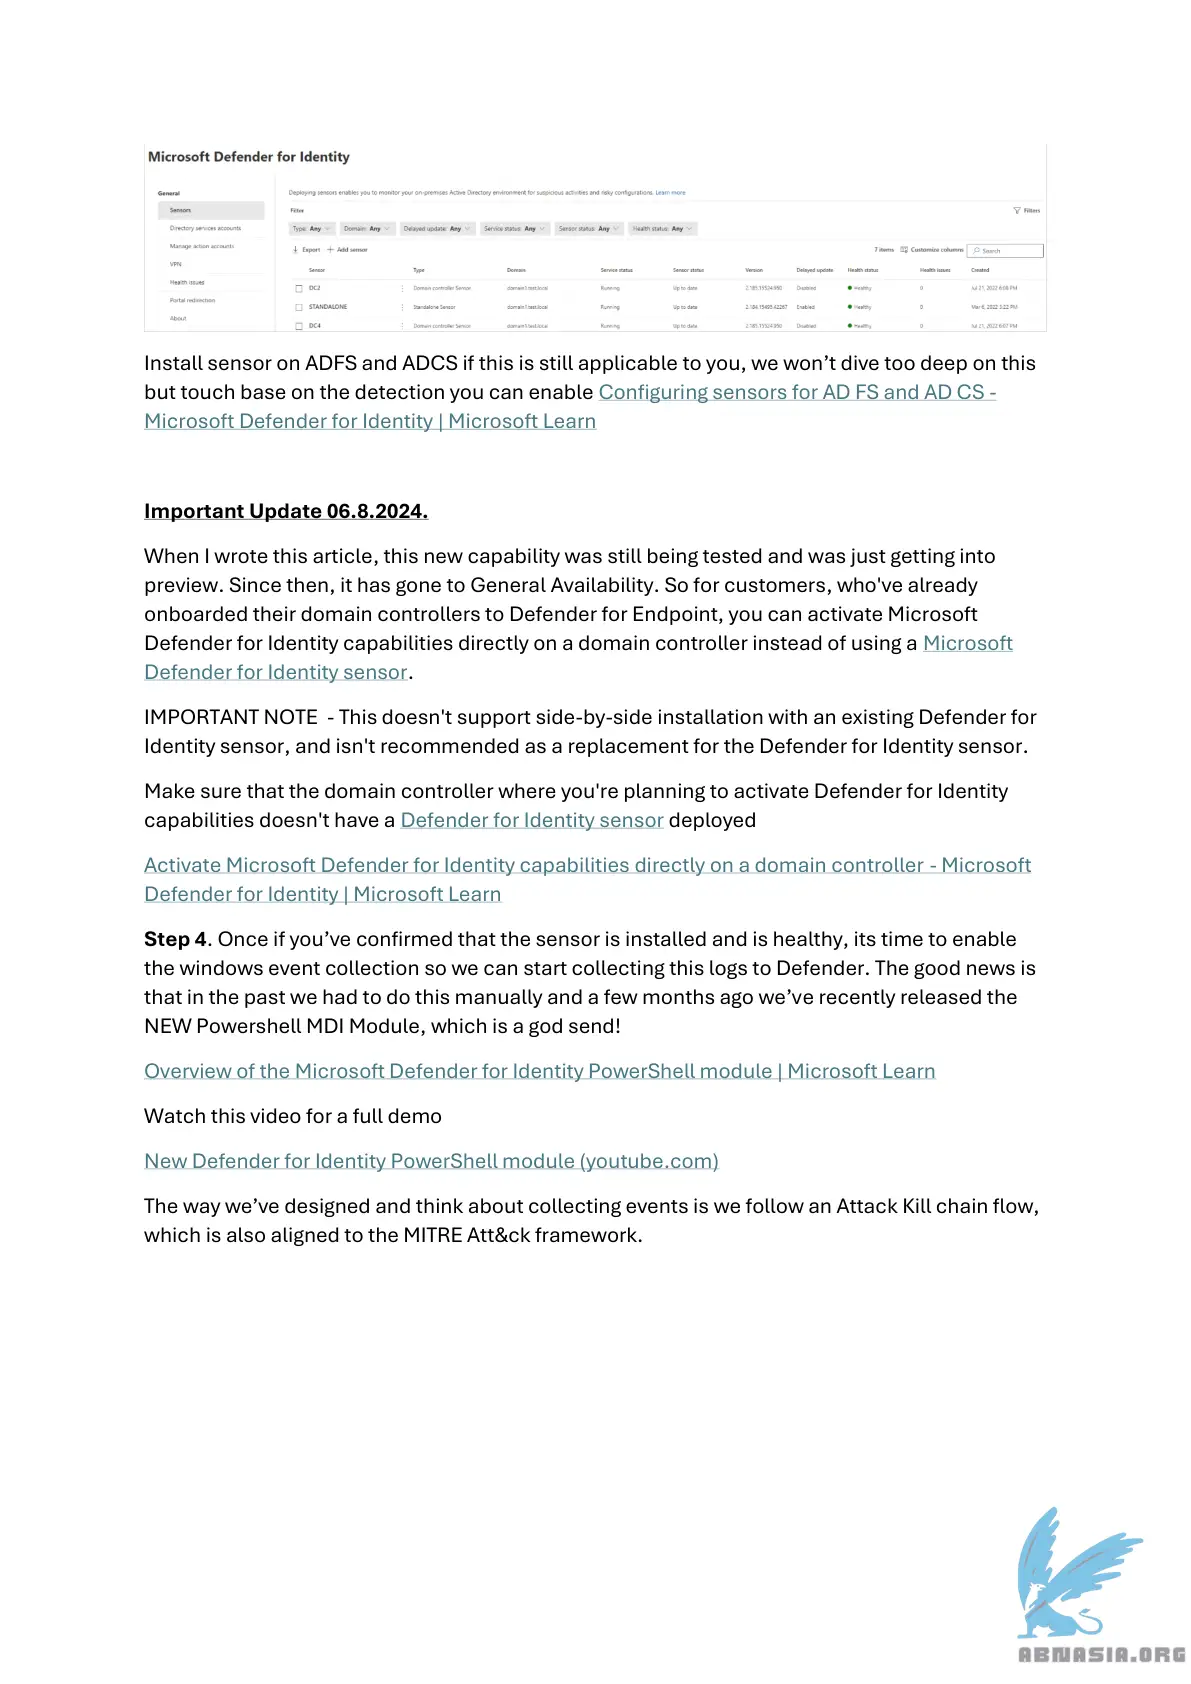 Microsoft Defender for Identity
General
Sensors
Directory services accounts
Manage action accounts
VPN
Health issues
Portal redirection
About
Deploying sensors enables you to monitor your on-premises Active Directory environment for suspicious activities and risky configurations. Learn more
Filter
Filters
Type: Any Domain: Any Delayed update: Any Service status: Any Sensor status: Any Health status: Any
Export + Add sensor 7 items Customize columns Search
Sensor Type Domain Service status Sensor status Version Delayed update Health status Health issues Created
DC2 Domain controller Sensor domain1.test.local Running Up to date Disabled Healthy 0 Jul 21, 2022 6:08 PM
STANDALONE Standalone Sensor domain1.test.local Running Up to date Enabled Healthy 0 Mar 6, 2022 3:22 PM
DC4 Domain controller Sensor domain1.test.local Running Up to date Disabled Healthy 0 Jul 21, 2022 6:07 PM
Install sensor on ADFS and ADCS if this is still applicable to you, we won’t dive too deep on this
but touch base on the detection you can enable Configuring sensors for AD FS and AD CS -
Microsoft Defender for Identity | Microsoft Learn
Important Update 06.8.2024.
When I wrote this article, this new capability was still being tested and was just getting into
preview. Since then, it has gone to General Availability. So for customers, who've already
onboarded their domain controllers to Defender for Endpoint, you can activate Microsoft
Defender for Identity capabilities directly on a domain controller instead of using a Microsoft
Defender for Identity sensor.
IMPORTANT NOTE - This doesn't support side-by-side installation with an existing Defender for
Identity sensor, and isn't recommended as a replacement for the Defender for Identity sensor.
Make sure that the domain controller where you're planning to activate Defender for Identity
capabilities doesn't have a Defender for Identity sensor deployed
Activate Microsoft Defender for Identity capabilities directly on a domain controller - Microsoft
Defender for Identity | Microsoft Learn
Step 4. Once if you’ve confirmed that the sensor is installed and is healthy, its time to enable
the windows event collection so we can start collecting this logs to Defender. The good news is
that in the past we had to do this manually and a few months ago we’ve recently released the
NEW Powershell MDI Module, which is a god send!
Overview of the Microsoft Defender for Identity PowerShell module | Microsoft Learn
Watch this video for a full demo
New Defender for Identity PowerShell module (youtube.com)
The way we’ve designed and think about collecting events is we follow an Attack Kill chain flow,
which is also aligned to the MITRE Att&ck framework.
ABNASIA.ORG